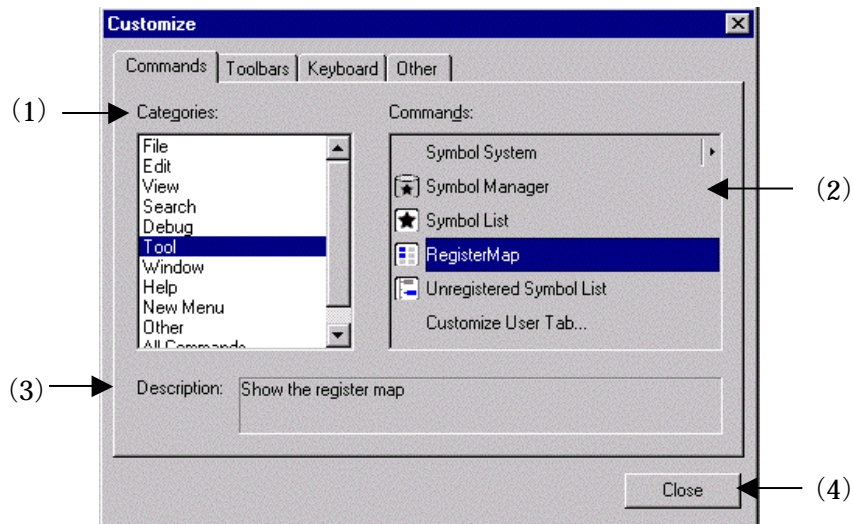 Customize
Commands Toolbars Keyboard Other
(1) Categories: Commands:
File
Edit
View
Search
Debug
Tool
Window
Help
New Menu
Other
All Commands
Symbol System
Symbol Manager
(2)
Symbol List
RegisterMap
Unregistered Symbol List
Customize User Tab...
(3) Description: Show the register map
Close (4)